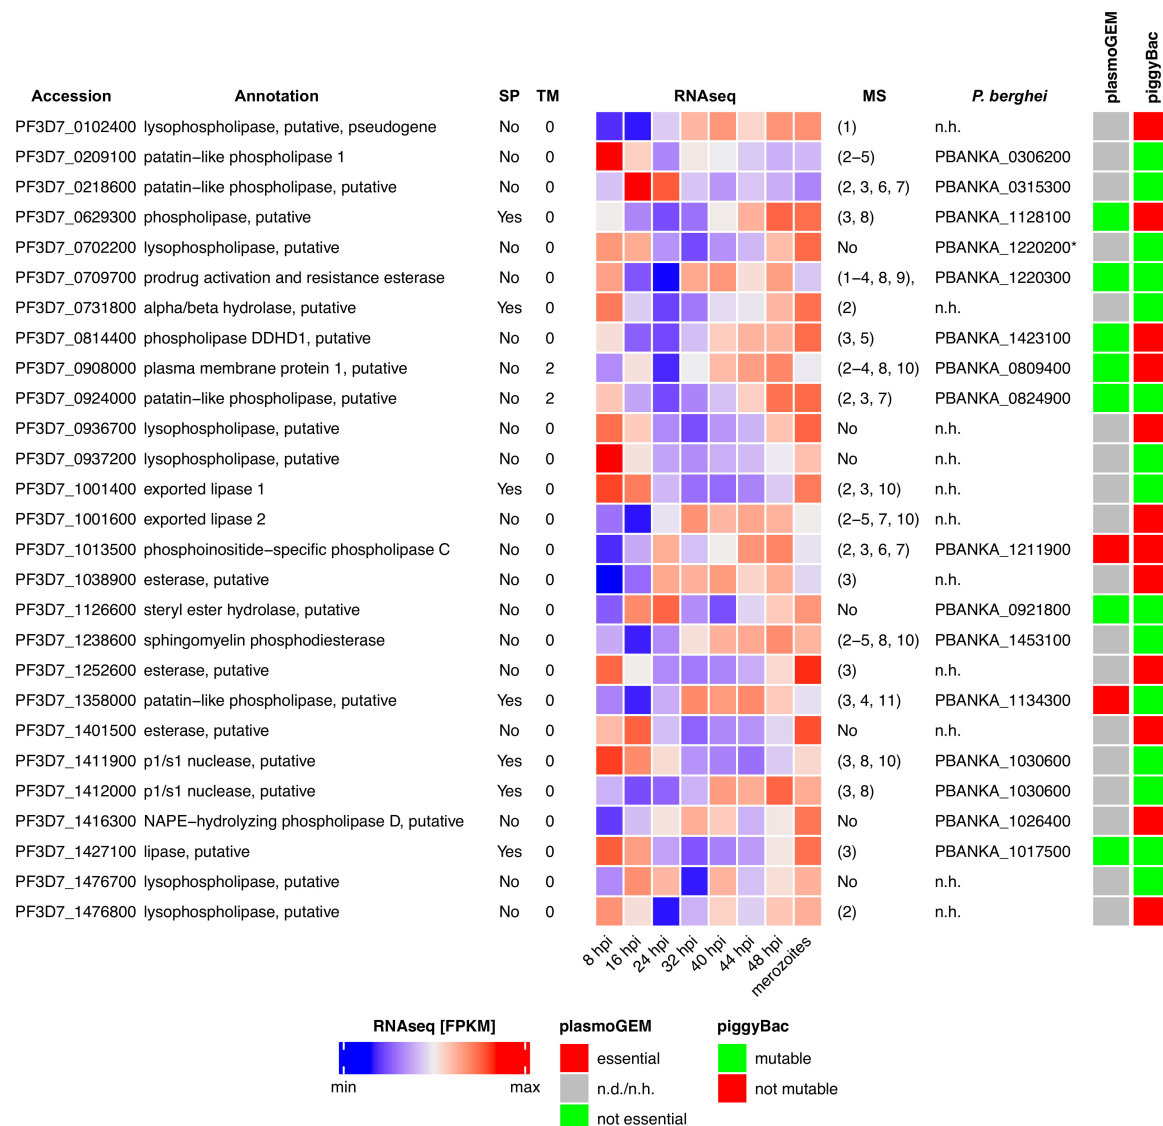 plasmoGEM
piggyBac
Accession Annotation SP TM RNAseq MS P. berghei
PF3D7_0102400 lysophospholipase, putative, pseudogene No 0 (1) n.h.
PF3D7_0209100 patatin−like phospholipase 1 No 0 (2−5) PBANKA_0306200
PF3D7_0218600 patatin−like phospholipase, putative No 0 (2, 3, 6, 7) PBANKA_0315300
PF3D7_0629300 phospholipase, putative Yes 0 (3, 8) PBANKA_1128100
PF3D7_0702200 lysophospholipase, putative No 0 No PBANKA_1220200*
PF3D7_0709700 prodrug activation and resistance esterase No 0 (1−4, 8, 9), PBANKA_1220300
PF3D7_0731800 alpha/beta hydrolase, putative Yes 0 (2) n.h.
PF3D7_0814400 phospholipase DDHD1, putative No 0 (3, 5) PBANKA_1423100
PF3D7_0908000 plasma membrane protein 1, putative No 2 (2−4, 8, 10) PBANKA_0809400
PF3D7_0924000 patatin−like phospholipase, putative No 2 (2, 3, 7) PBANKA_0824900
PF3D7_0936700 lysophospholipase, putative No 0 No n.h.
PF3D7_0937200 lysophospholipase, putative No 0 No n.h.
PF3D7_1001400 exported lipase 1 Yes 0 (2, 3, 10) n.h.
PF3D7_1001600 exported lipase 2 No 0 (2−5, 7, 10) n.h.
PF3D7_1013500 phosphoinositide−specific phospholipase C No 0 (2, 3, 6, 7) PBANKA_1211900
PF3D7_1038900 esterase, putative No 0 (3) n.h.
PF3D7_1126600 steryl ester hydrolase, putative No 0 No PBANKA_0921800
PF3D7_1238600 sphingomyelin phosphodiesterase No 0 (2−5, 8, 10) PBANKA_1453100
PF3D7_1252600 esterase, putative No 0 (3) n.h.
PF3D7_1358000 patatin−like phospholipase, putative Yes 0 (3, 4, 11) PBANKA_1134300
PF3D7_1401500 esterase, putative No 0 No n.h.
PF3D7_1411900 p1/s1 nuclease, putative Yes 0 (3, 8, 10) PBANKA_1030600
PF3D7_1412000 p1/s1 nuclease, putative Yes 0 (3, 8) PBANKA_1030600
PF3D7_1416300 NAPE−hydrolyzing phospholipase D, putative No 0 No PBANKA_1026400
PF3D7_1427100 lipase, putative Yes 0 (3) PBANKA_1017500
PF3D7_1476700 lysophospholipase, putative No 0 No n.h.
PF3D7_1476800 lysophospholipase, putative No 0 (2) n.h.
8 hpi
16 hpi
24 hpi
32 hpi
40 hpi
44 hpi
48 hpi
merozoites
RNAseq [FPKM] plasmoGEM piggyBac
essential mutable
min max n.d./n.h. not mutable
not essential